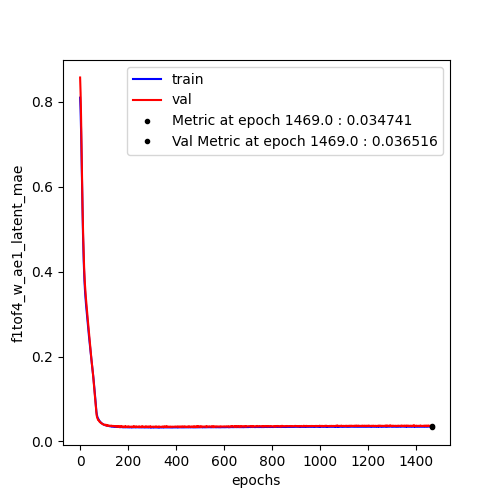 train
val
Metric at epoch 1469.0 : 0.034741
Val Metric at epoch 1469.0 : 0.036516
f1tof4_w_ae1_latent_mae
0.8
0.6
0.4
0.2
0.0
0 200 400 600 800 1000 1200 1400
epochs